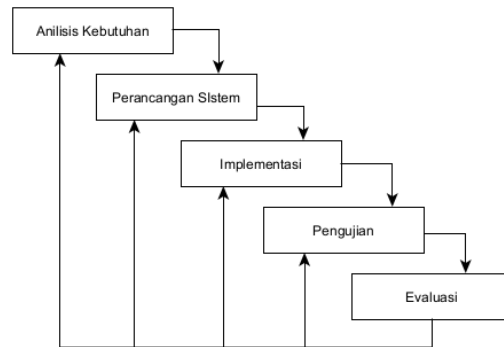 Anilisis Kebutuhan
Perancangan SIstem
Implementasi
Pengujian
Evaluasi